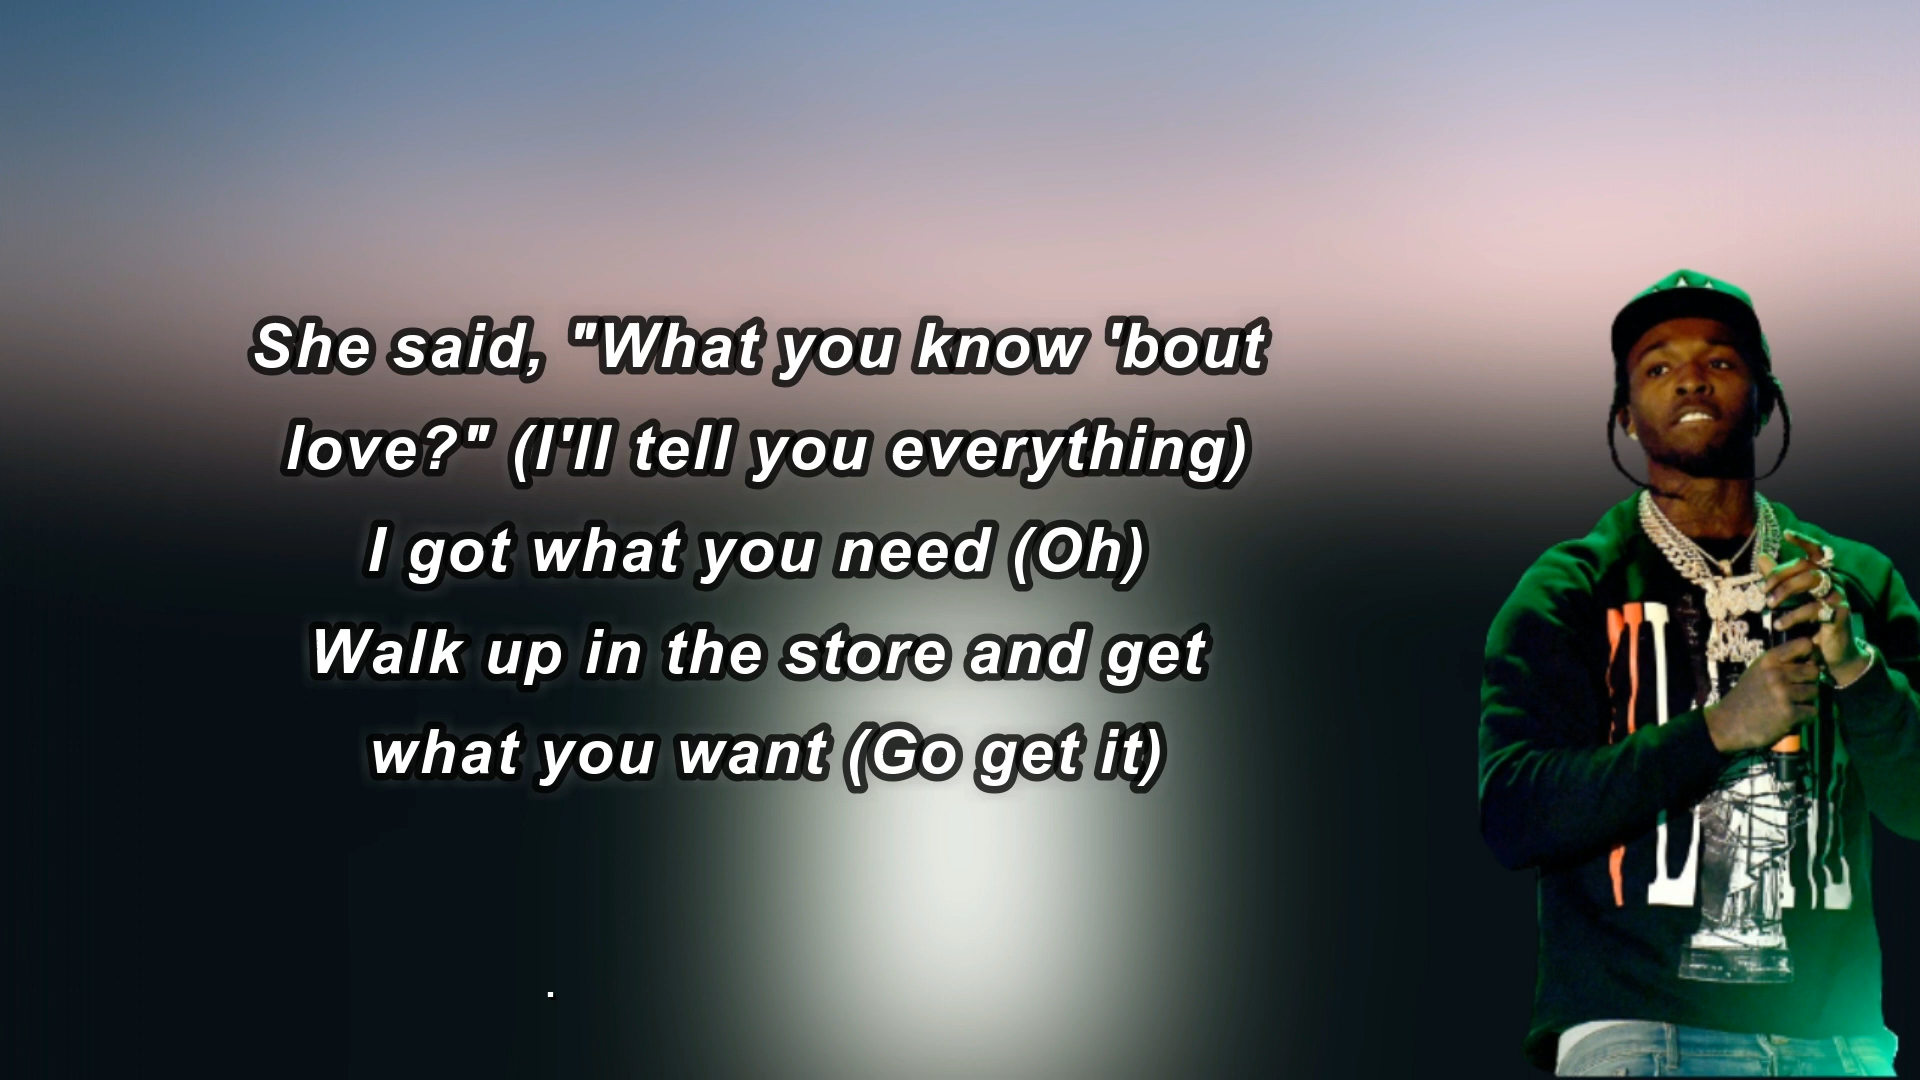 She said, "What you know 'bout
love?" (I'll tell you everything)
I got what you need (Oh)
Walk up in the store and get
what you want (Go get it)
.